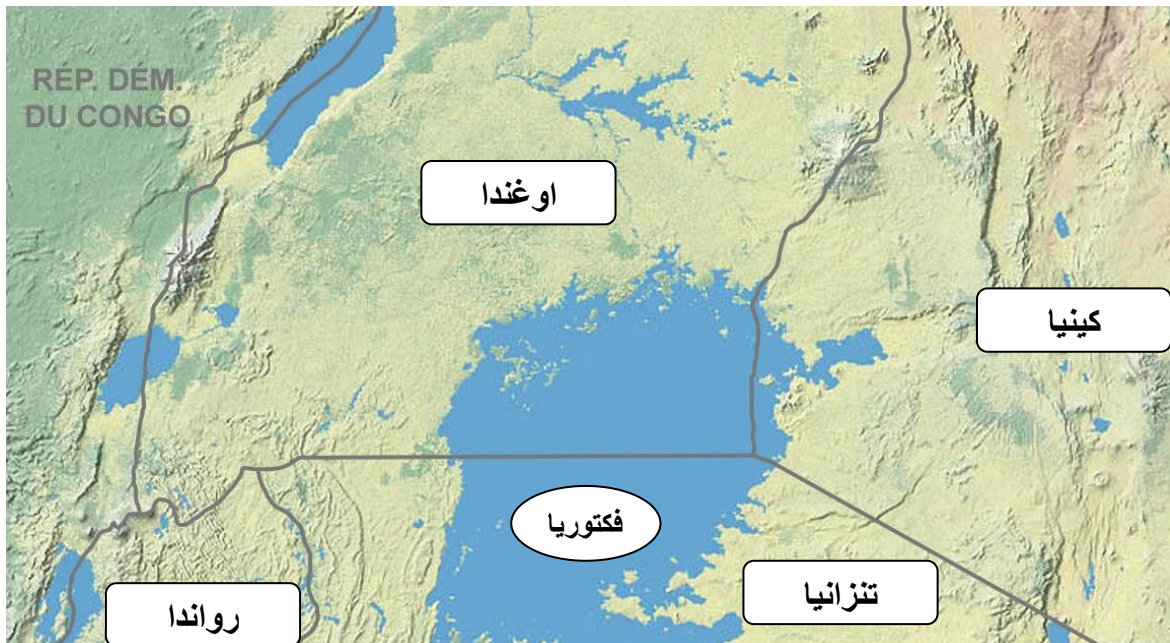 RÉP. DÉM.
DU CONGO
اوغندا
كينيا
فكتوريا
تنزانيا
رواندا